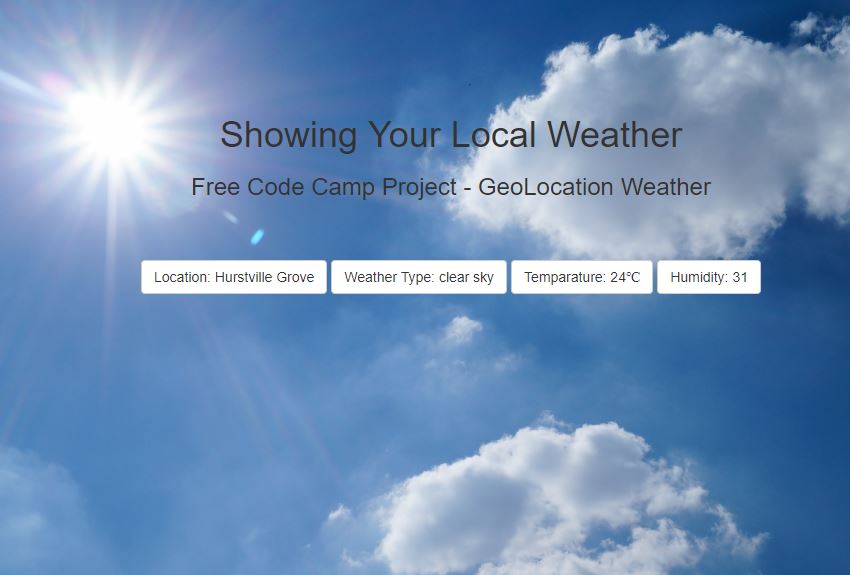 Showing Your Local Weather
Free Code Camp Project - GeoLocation Weather
Location: Hurstville Grove Weather Type: clear sky Temparature: 24℃ Humidity: 31